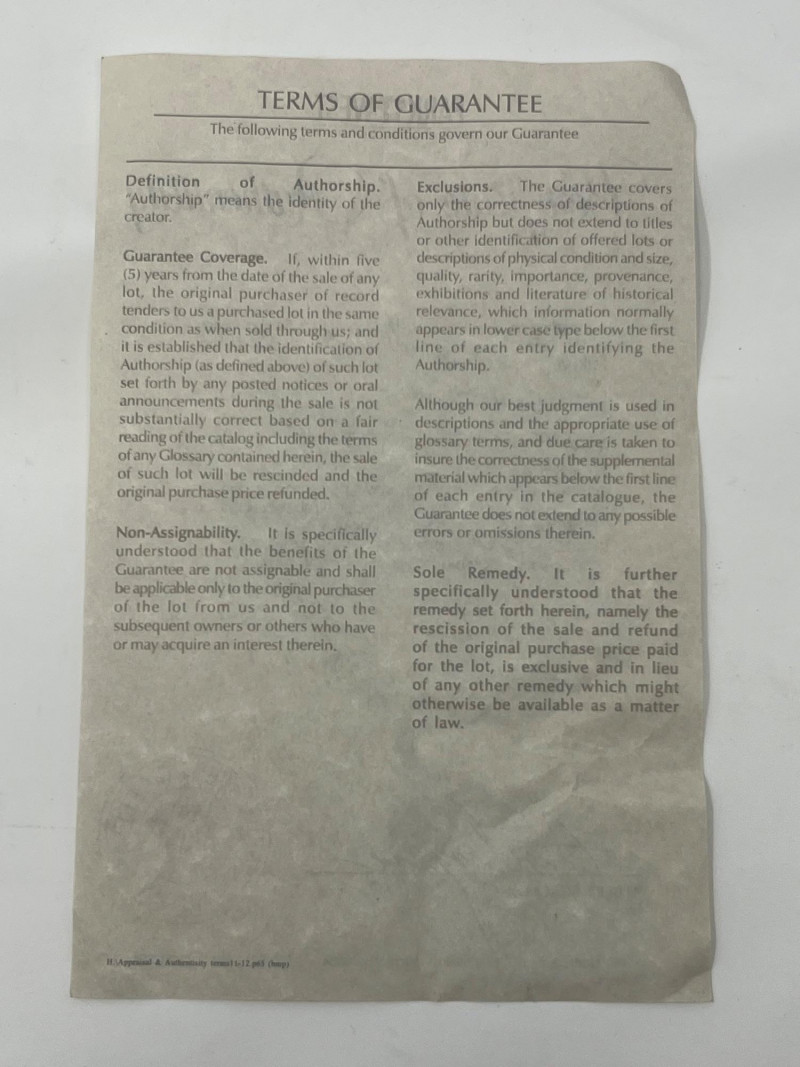 TERMS OF GUARANTEE
The following terms and conditions govern our Guarantee
Definition of Authorship.
"Authorship" means the identity of the
creator.
Guarantee Coverage. If, within five
(5) years from the date of the sale of any
lot, the original purchaser of record
tenders to us a purchased lot in the same
condition as when sold through us; and
it is established that the identification of
Authorship (as defined above) of such lot
set forth by any posted notices or oral
announcements during the sale is not
substantially correct based on a fair
reading of the catalog including the terms
of any Glossary contained herein, the sale
of such lot will be rescinded and the
original purchase price refunded.
Non-Assignability. It is specifically
understood that the benefits of the
Guarantee are not assignable and shall
be applicable only to the original purchaser
of the lot from us and not to the
subsequent owners or others who have
or may acquire an interest therein.
Exclusions. The Guarantee covers
only the correctness of descriptions of
Authorship but does not extend to titles
or other identification of offered lots or
descriptions of physical condition and size,
quality, rarity, importance, provenance,
exhibitions and literature of historical
relevance, which information normally
appears in lower case type below the first
line of each entry identifying the
Authorship.
Although our best judgment is used in
descriptions and the appropriate use of
glossary terms, and due care is taken to
insure the correctness of the supplemental
material which appears below the first line
of each entry in the catalogue, the
Guarantee does not extend to any possible
errors or omissions therein.
Sole Remedy. It is further
specifically understood that the
remedy set forth herein, namely the
rescission of the sale and refund
of the original purchase price paid
for the lot, is exclusive and in lieu
of any other remedy which might
otherwise be available as a matter
of law.
H:\Appraisal & Authenticity terms11-12.p65 (hmp)